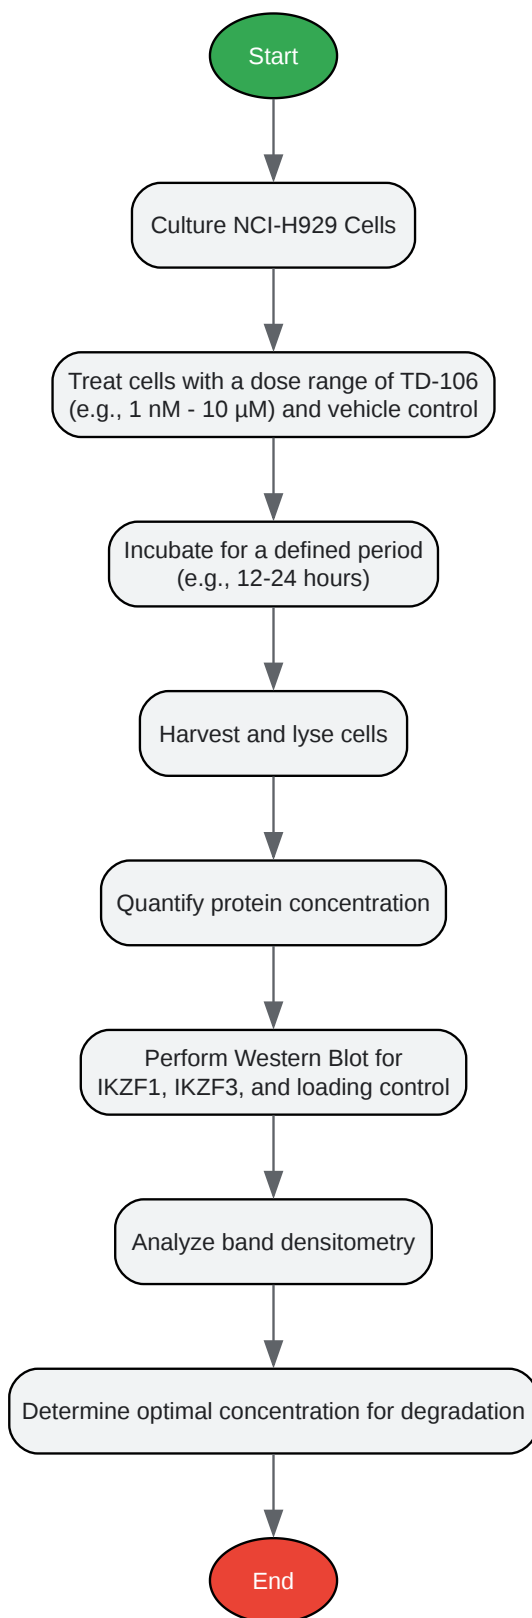 Start
Culture NCI-H929 Cells
Treat cells with a dose range of TD-106
(e.g., 1 nM - 10 µM) and vehicle control
Incubate for a defined period
(e.g., 12-24 hours)
Harvest and lyse cells
Quantify protein concentration
Perform Western Blot for
IKZF1, IKZF3, and loading control
Analyze band densitometry
Determine optimal concentration for degradation
End